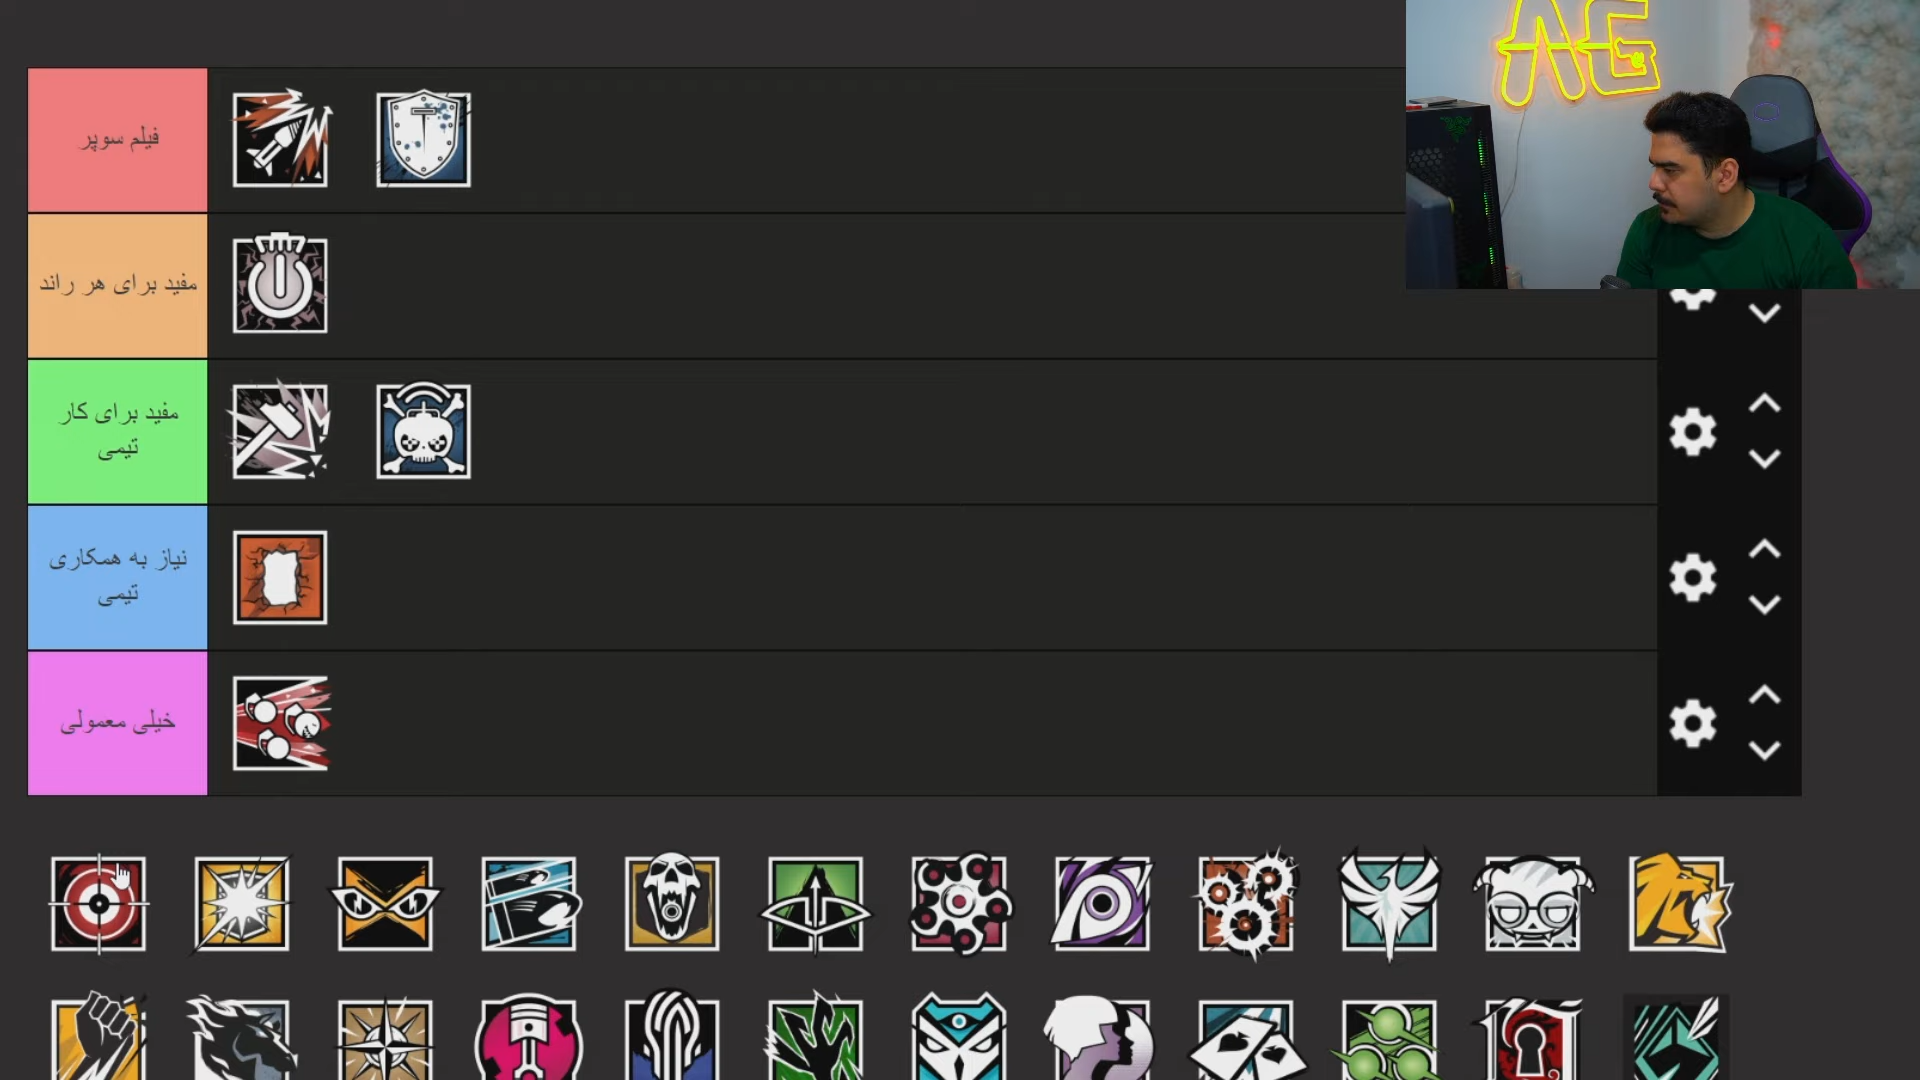 AG
فیلم سوپر
مفید برای هر راند
مفید برای کار
تیمی
نیاز به همکاری
تیمی
خیلی معمولی